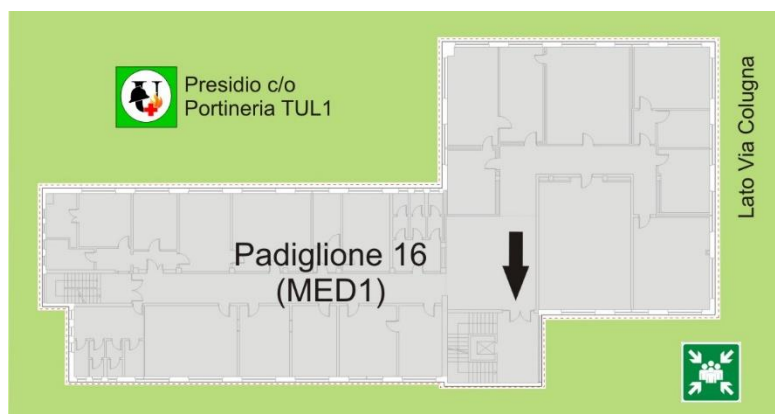 Presidio c/o
Portineria TUL1
Lato Via Colugna
Padiglione 16
(MED1)